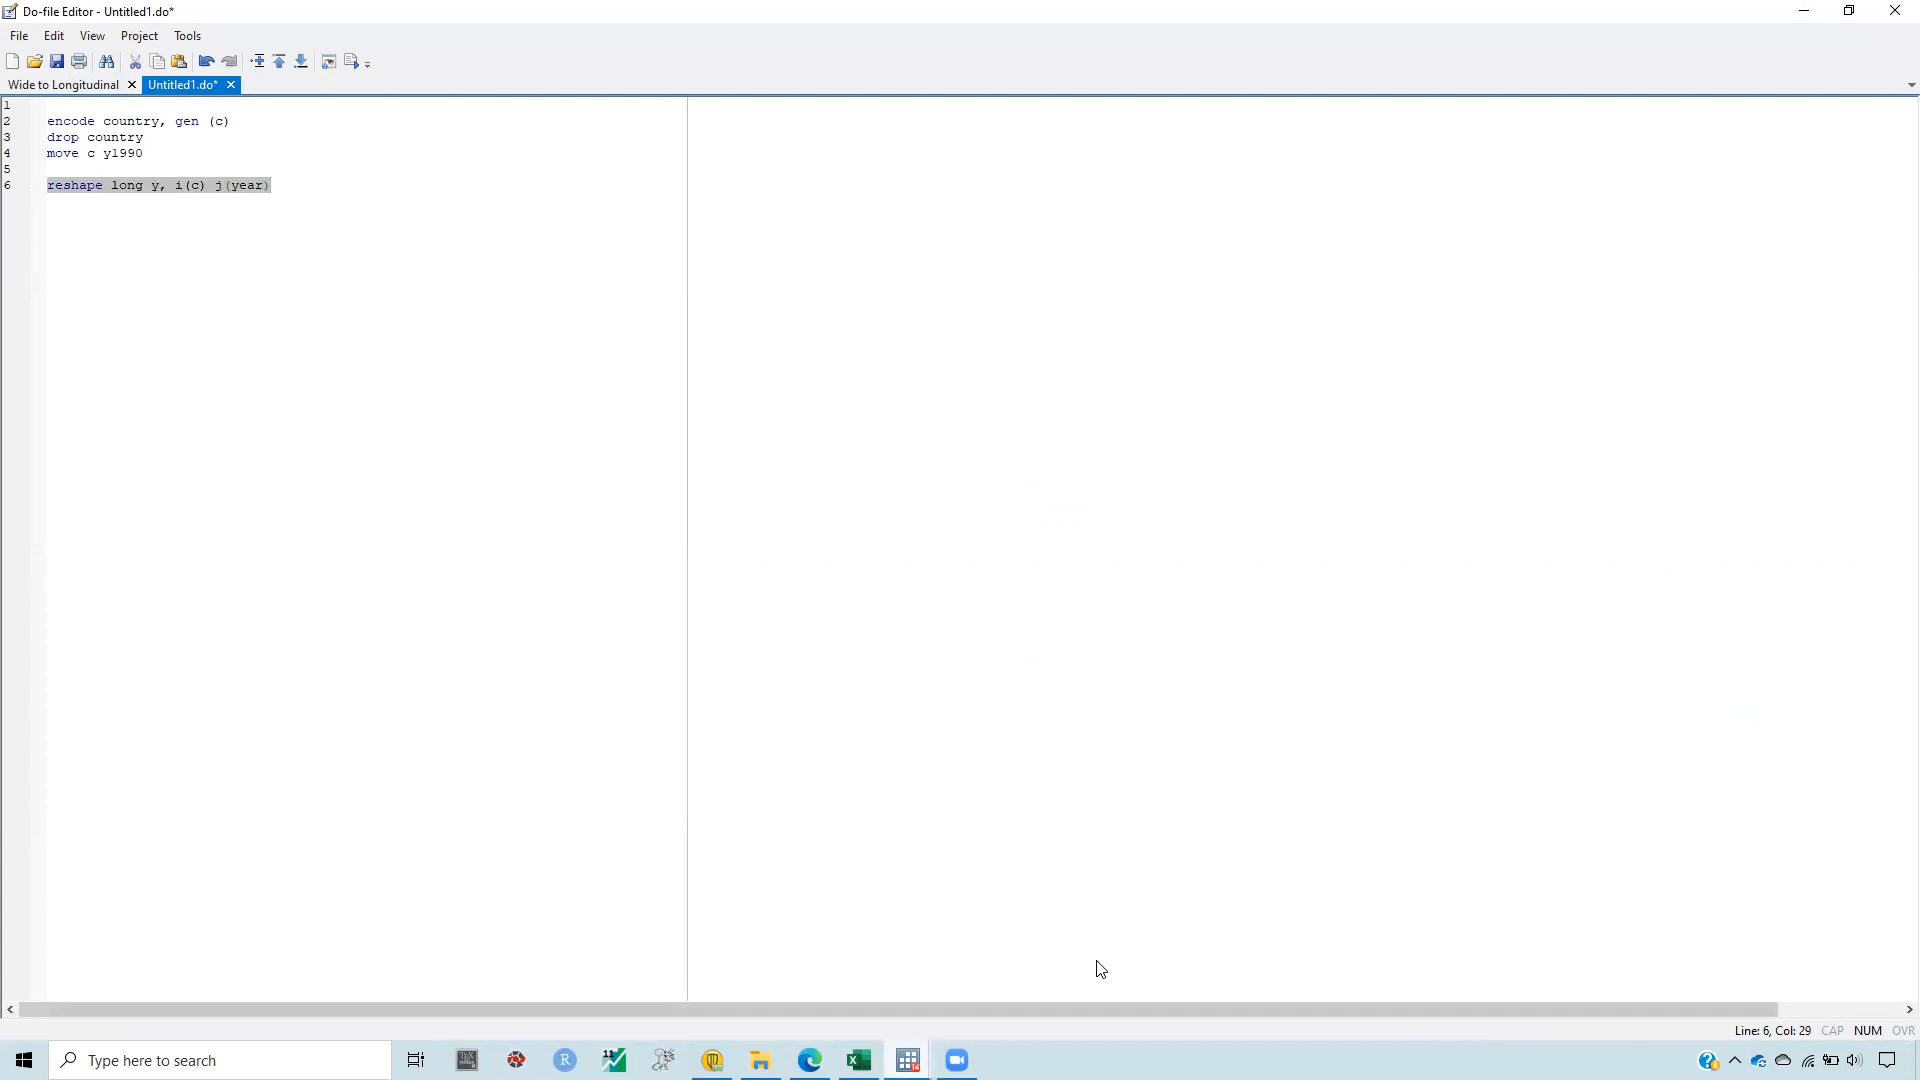 Do-file Editor - Untitled1.do*
File Edit View Project Tools
Wide to Longitudinal Untitled1.do*
1
2 encode country, gen (c)
3 drop country
4 move c y1990
5
6 reshape long y, i(c) j(year)
Line: 6, Col: 29 CAP NUM OVR
Type here to search